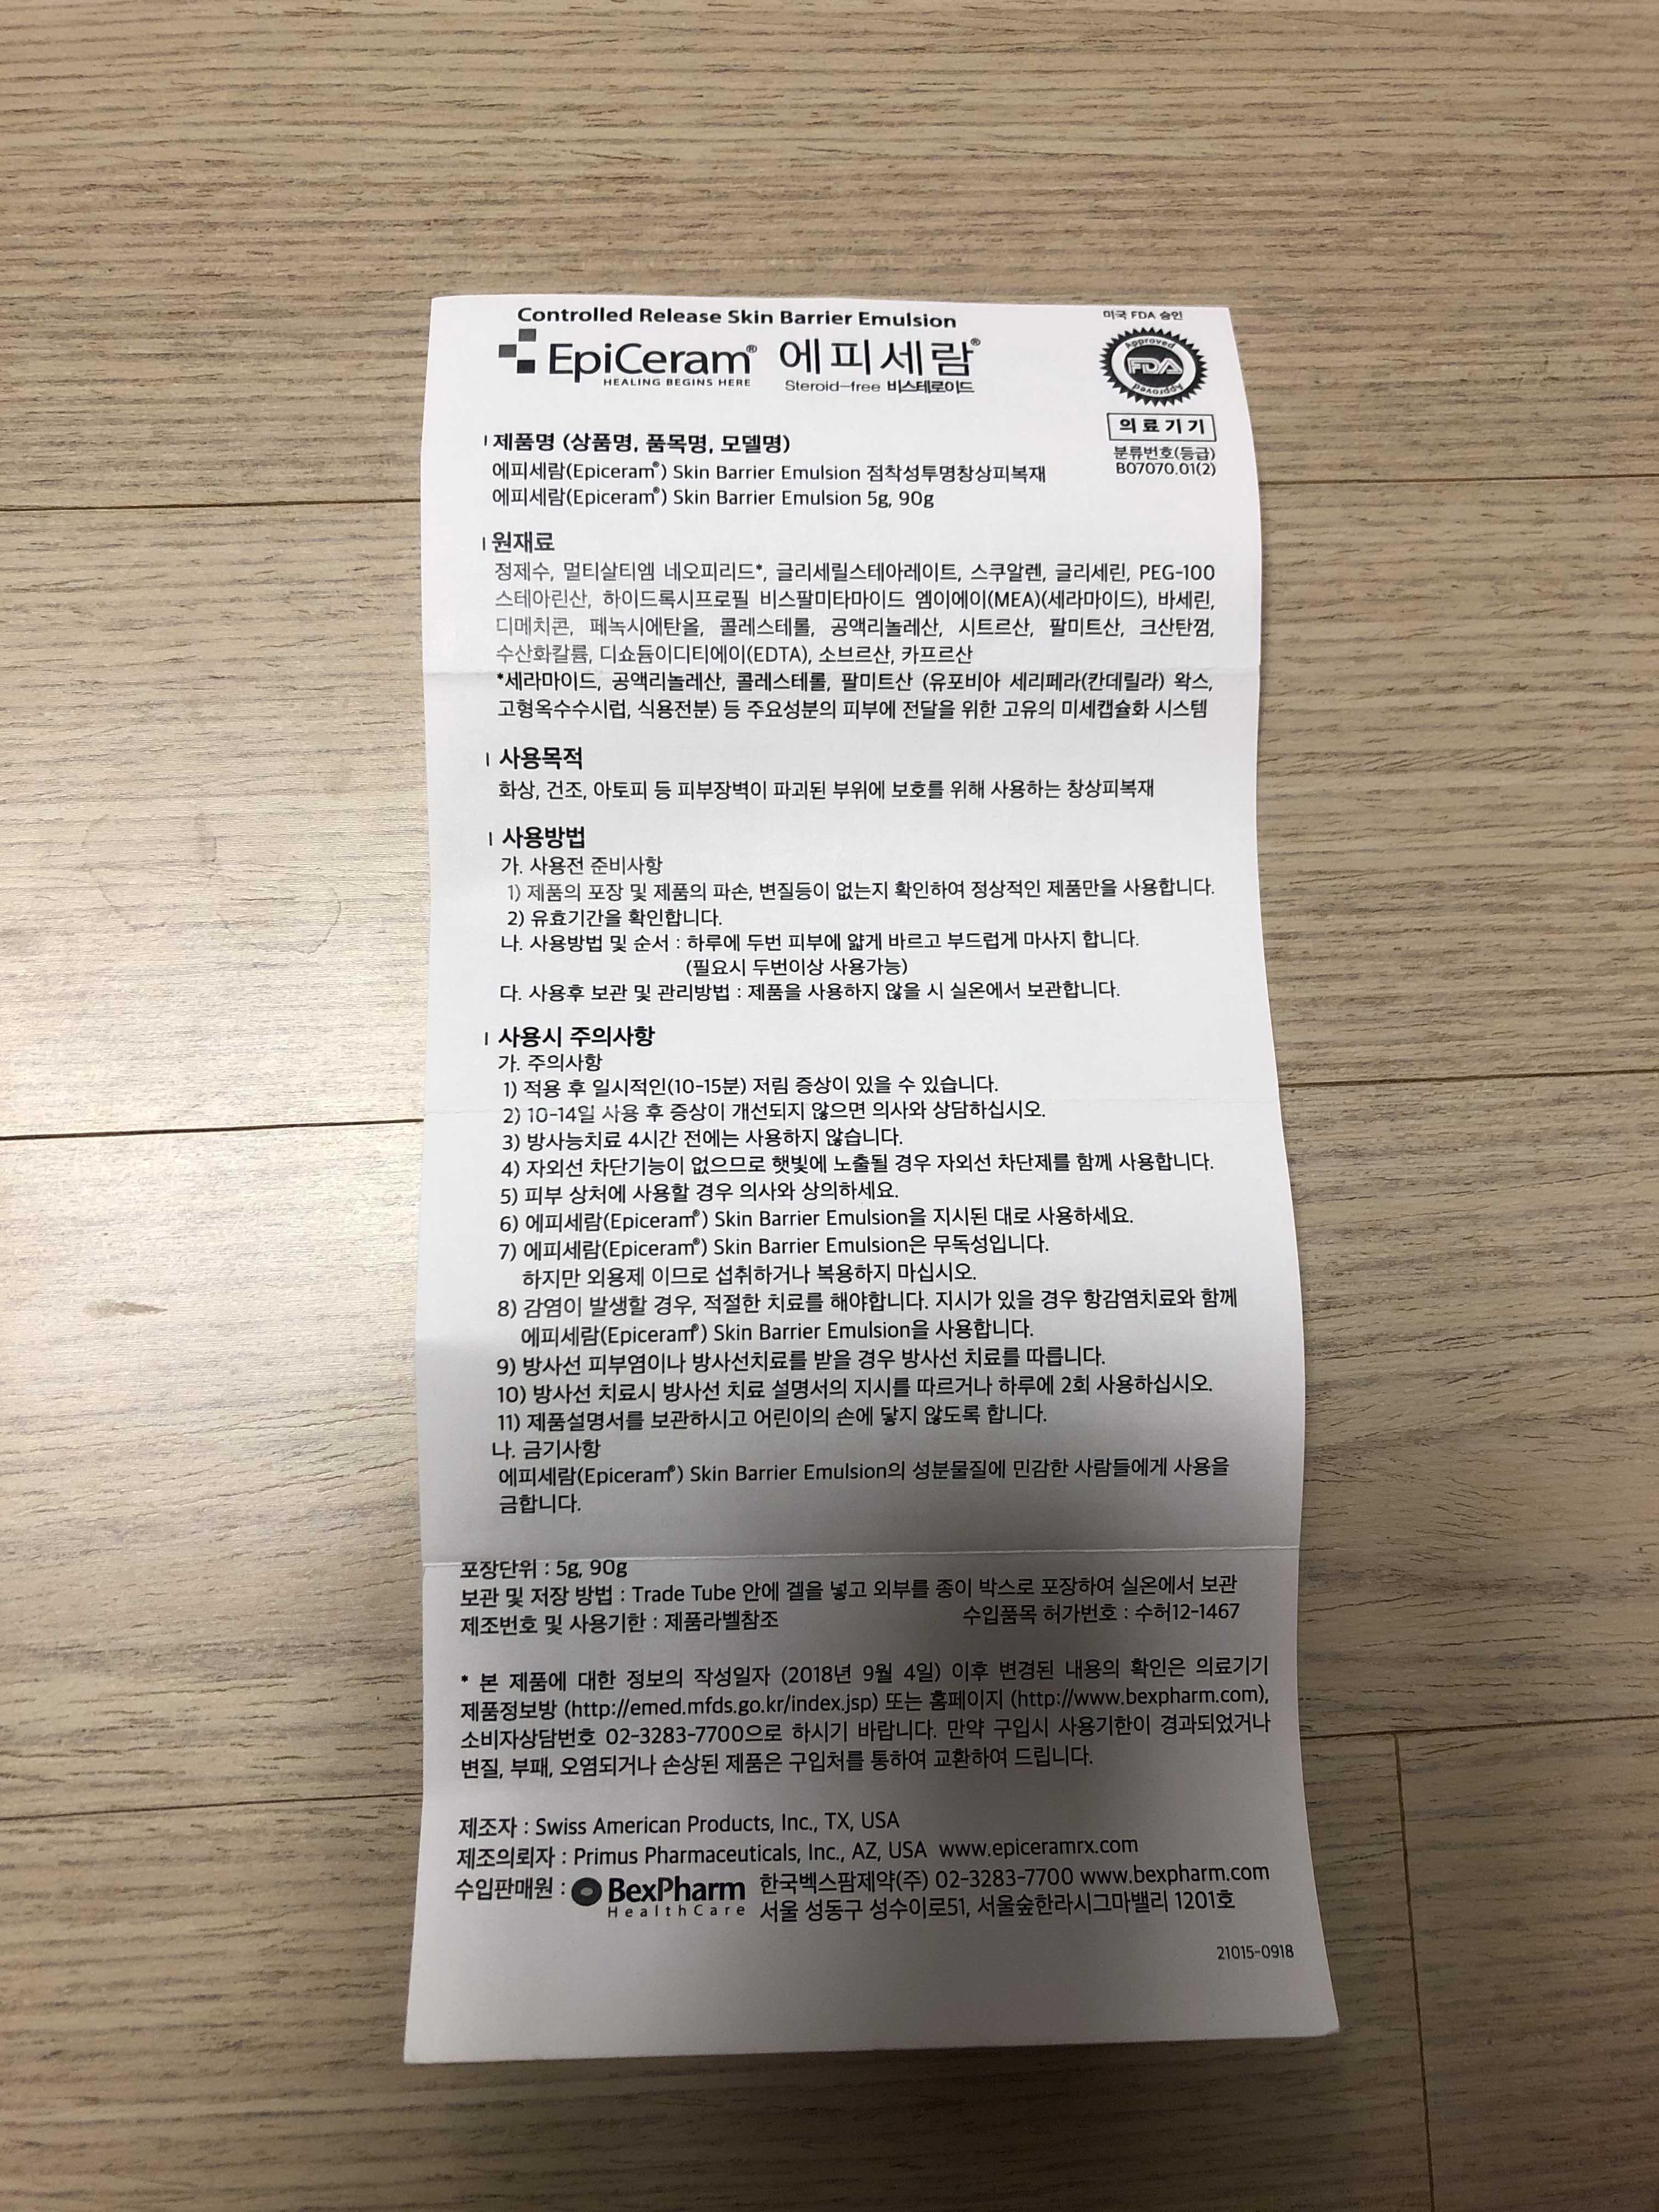 Controlled Release Skin Barrier Emulsion
미국 FDA 승인
EpiCeram® 에피세람®
HEALING BEGINS HERE
Steroid-free 비스테로이드
Approved
FDA
Approved
의료기기
분류번호(등급)
B07070.01(2)
제품명 (상품명, 품목명, 모델명)
에피세람(Epiceram®) Skin Barrier Emulsion 점착성투명창상피복재
에피세람(Epiceram®) Skin Barrier Emulsion 5g, 90g
원재료
정제수, 멀티살티엠 네오피리드*, 글리세릴스테아레이트, 스쿠알렌, 글리세린, PEG-100
스테아린산, 하이드록시프로필 비스팔미타마이드 엠이에이(MEA)(세라마이드), 바세린,
디메치콘, 페녹시에탄올, 콜레스테롤, 공액리놀레산, 시트르산, 팔미트산, 크산탄껌,
수산화칼륨, 디쇼듐이디티에이(EDTA), 소브르산, 카프르산
*세라마이드, 공액리놀레산, 콜레스테롤, 팔미트산 (유포비아 세리페라(칸데릴라) 왁스,
고형옥수수시럽, 식용전분) 등 주요성분의 피부에 전달을 위한 고유의 미세캡슐화 시스템
사용목적
화상, 건조, 아토피 등 피부장벽이 파괴된 부위에 보호를 위해 사용하는 창상피복재
사용방법
가. 사용전 준비사항
1) 제품의 포장 및 제품의 파손, 변질등이 없는지 확인하여 정상적인 제품만을 사용합니다.
2) 유효기간을 확인합니다.
나. 사용방법 및 순서 : 하루에 두번 피부에 얇게 바르고 부드럽게 마사지 합니다.
(필요시 두번이상 사용가능)
다. 사용후 보관 및 관리방법 : 제품을 사용하지 않을 시 실온에서 보관합니다.
사용시 주의사항
가. 주의사항
1) 적용 후 일시적인(10-15분) 저림 증상이 있을 수 있습니다.
2) 10-14일 사용 후 증상이 개선되지 않으면 의사와 상담하십시오.
3) 방사능치료 4시간 전에는 사용하지 않습니다.
4) 자외선 차단기능이 없으므로 햇빛에 노출될 경우 자외선 차단제를 함께 사용합니다.
5) 피부 상처에 사용할 경우 의사와 상의하세요.
6) 에피세람(Epiceram®) Skin Barrier Emulsion을 지시된 대로 사용하세요.
7) 에피세람(Epiceram®) Skin Barrier Emulsion은 무독성입니다.
하지만 외용제 이므로 섭취하거나 복용하지 마십시오.
8) 감염이 발생할 경우, 적절한 치료를 해야합니다. 지시가 있을 경우 항감염치료와 함께
에피세람(Epiceram®) Skin Barrier Emulsion을 사용합니다.
9) 방사선 피부염이나 방사선치료를 받을 경우 방사선 치료를 따릅니다.
10) 방사선 치료시 방사선 치료 설명서의 지시를 따르거나 하루에 2회 사용하십시오.
11) 제품설명서를 보관하시고 어린이의 손에 닿지 않도록 합니다.
나. 금기사항
에피세람(Epiceram®) Skin Barrier Emulsion의 성분물질에 민감한 사람들에게 사용을
금합니다.
포장단위 : 5g, 90g
보관 및 저장 방법 : Trade Tube 안에 겔을 넣고 외부를 종이 박스로 포장하여 실온에서 보관
제조번호 및 사용기한 : 제품라벨참조 수입품목 허가번호 : 수허12-1467
* 본 제품에 대한 정보의 작성일자 (2018년 9월 4일) 이후 변경된 내용의 확인은 의료기기
제품정보방 (http://emed.mfds.go.kr/index.jsp) 또는 홈페이지 (http://www.bexpharm.com),
소비자상담번호 02-3283-7700으로 하시기 바랍니다. 만약 구입시 사용기한이 경과되었거나
변질, 부패, 오염되거나 손상된 제품은 구입처를 통하여 교환하여 드립니다.
제조자 : Swiss American Products, Inc., TX, USA
제조의뢰자 : Primus Pharmaceuticals, Inc., AZ, USA www.epiceramrx.com
수입판매원 : BexPharm 한국벡스팜제약(주) 02-3283-7700 www.bexpharm.com
HealthCare 서울 성동구 성수이로51, 서울숲한라시그마밸리 1201호
21015-0918